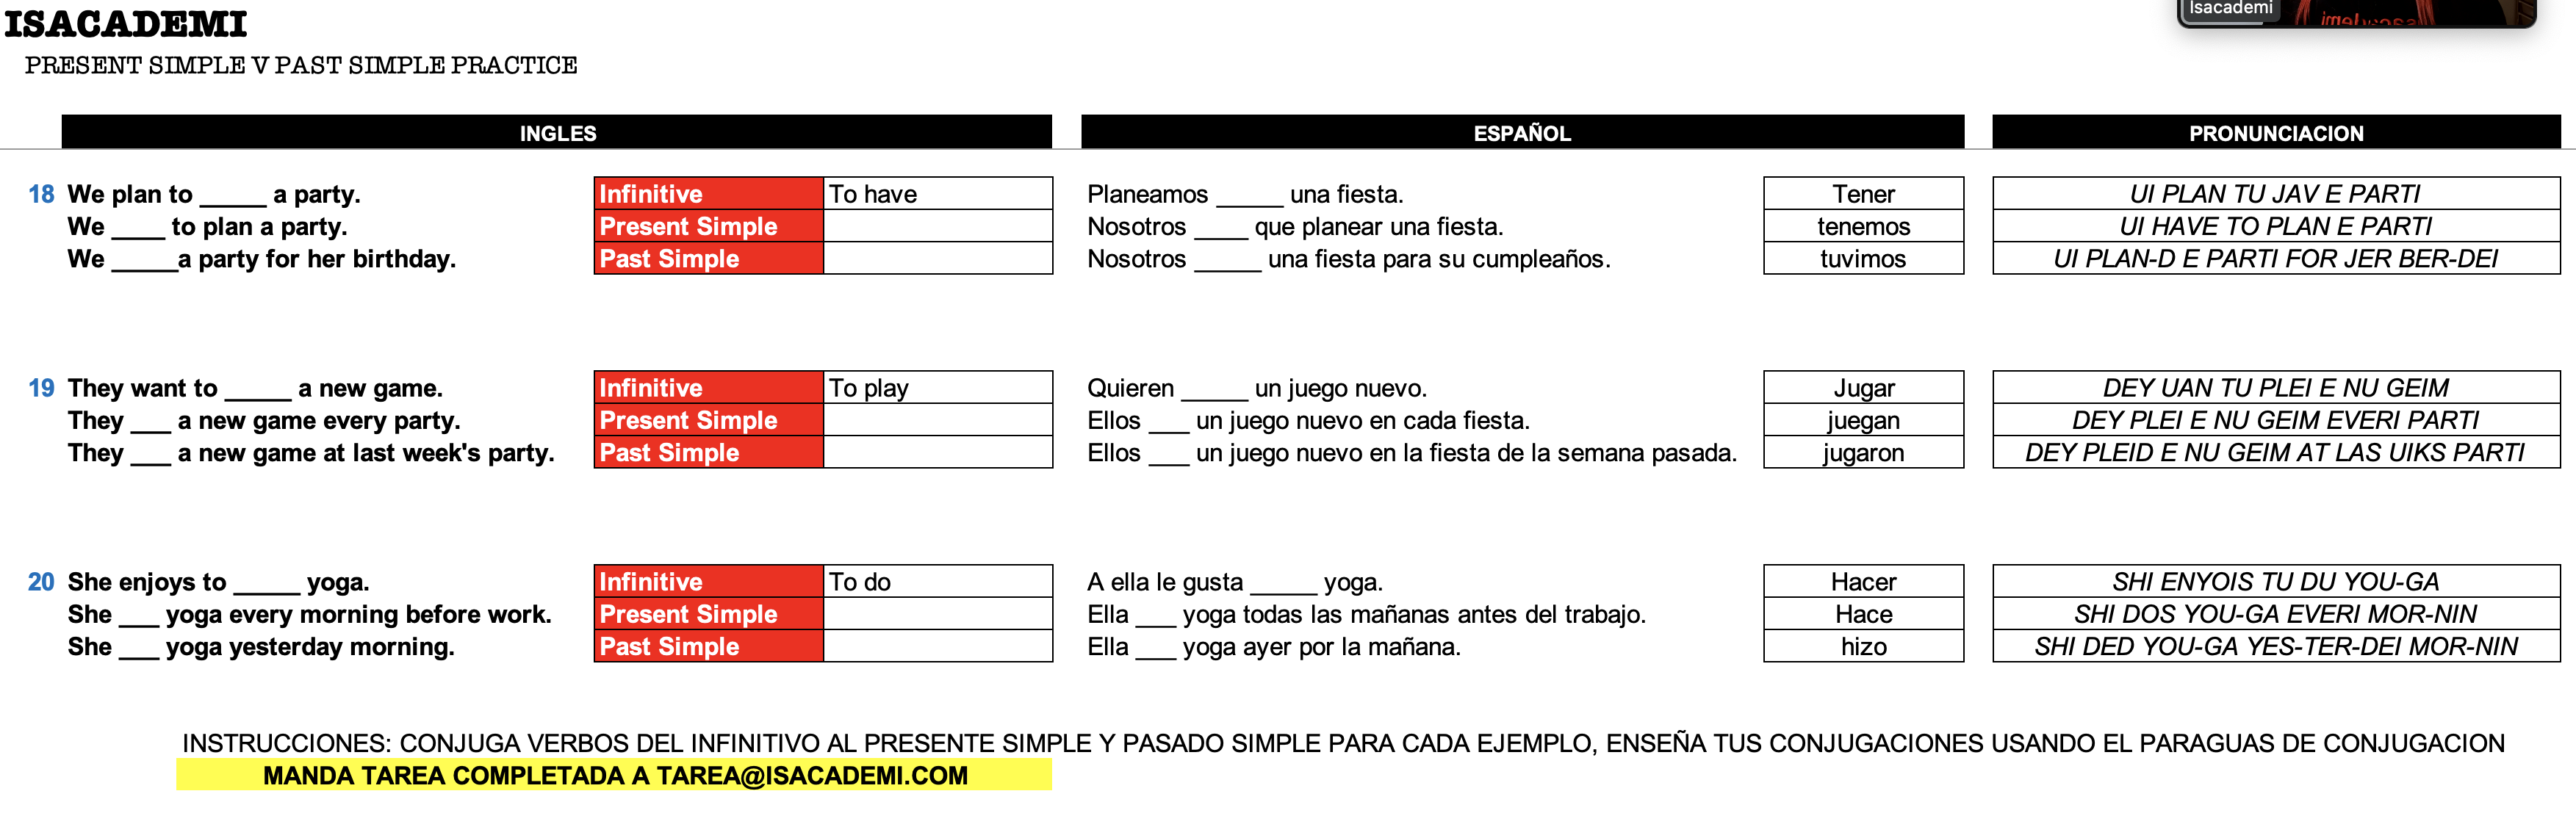 ISACADEMI
Isacademi
Isacademi
PRESENT SIMPLE V PAST SIMPLE PRACTICE
INGLES ESPAÑOL PRONUNCIACION
18 We plan to _____ a party. Infinitive To have Planeamos _____ una fiesta. Tener UI PLAN TU JAV E PARTI
We ____ to plan a party. Present Simple Nosotros ____ que planear una fiesta. tenemos UI HAVE TO PLAN E PARTI
We _____a party for her birthday. Past Simple Nosotros _____ una fiesta para su cumpleaños. tuvimos UI PLAN-D E PARTI FOR JER BER-DEI
19 They want to _____ a new game. Infinitive To play Quieren _____ un juego nuevo. Jugar DEY UAN TU PLEI E NU GEIM
They ___ a new game every party. Present Simple Ellos ___ un juego nuevo en cada fiesta. juegan DEY PLEI E NU GEIM EVERI PARTI
They ___ a new game at last week's party. Past Simple Ellos ___ un juego nuevo en la fiesta de la semana pasada. jugaron DEY PLEID E NU GEIM AT LAS UIKS PARTI
20 She enjoys to _____ yoga. Infinitive To do A ella le gusta _____ yoga. Hacer SHI ENYOIS TU DU YOU-GA
She ___ yoga every morning before work. Present Simple Ella ___ yoga todas las mañanas antes del trabajo. Hace SHI DOS YOU-GA EVERI MOR-NIN
She ___ yoga yesterday morning. Past Simple Ella ___ yoga ayer por la mañana. hizo SHI DED YOU-GA YES-TER-DEI MOR-NIN
INSTRUCCIONES: CONJUGA VERBOS DEL INFINITIVO AL PRESENTE SIMPLE Y PASADO SIMPLE PARA CADA EJEMPLO, ENSEÑA TUS CONJUGACIONES USANDO EL PARAGUAS DE CONJUGACION
MANDA TAREA COMPLETADA A TAREA@ISACADEMI.COM